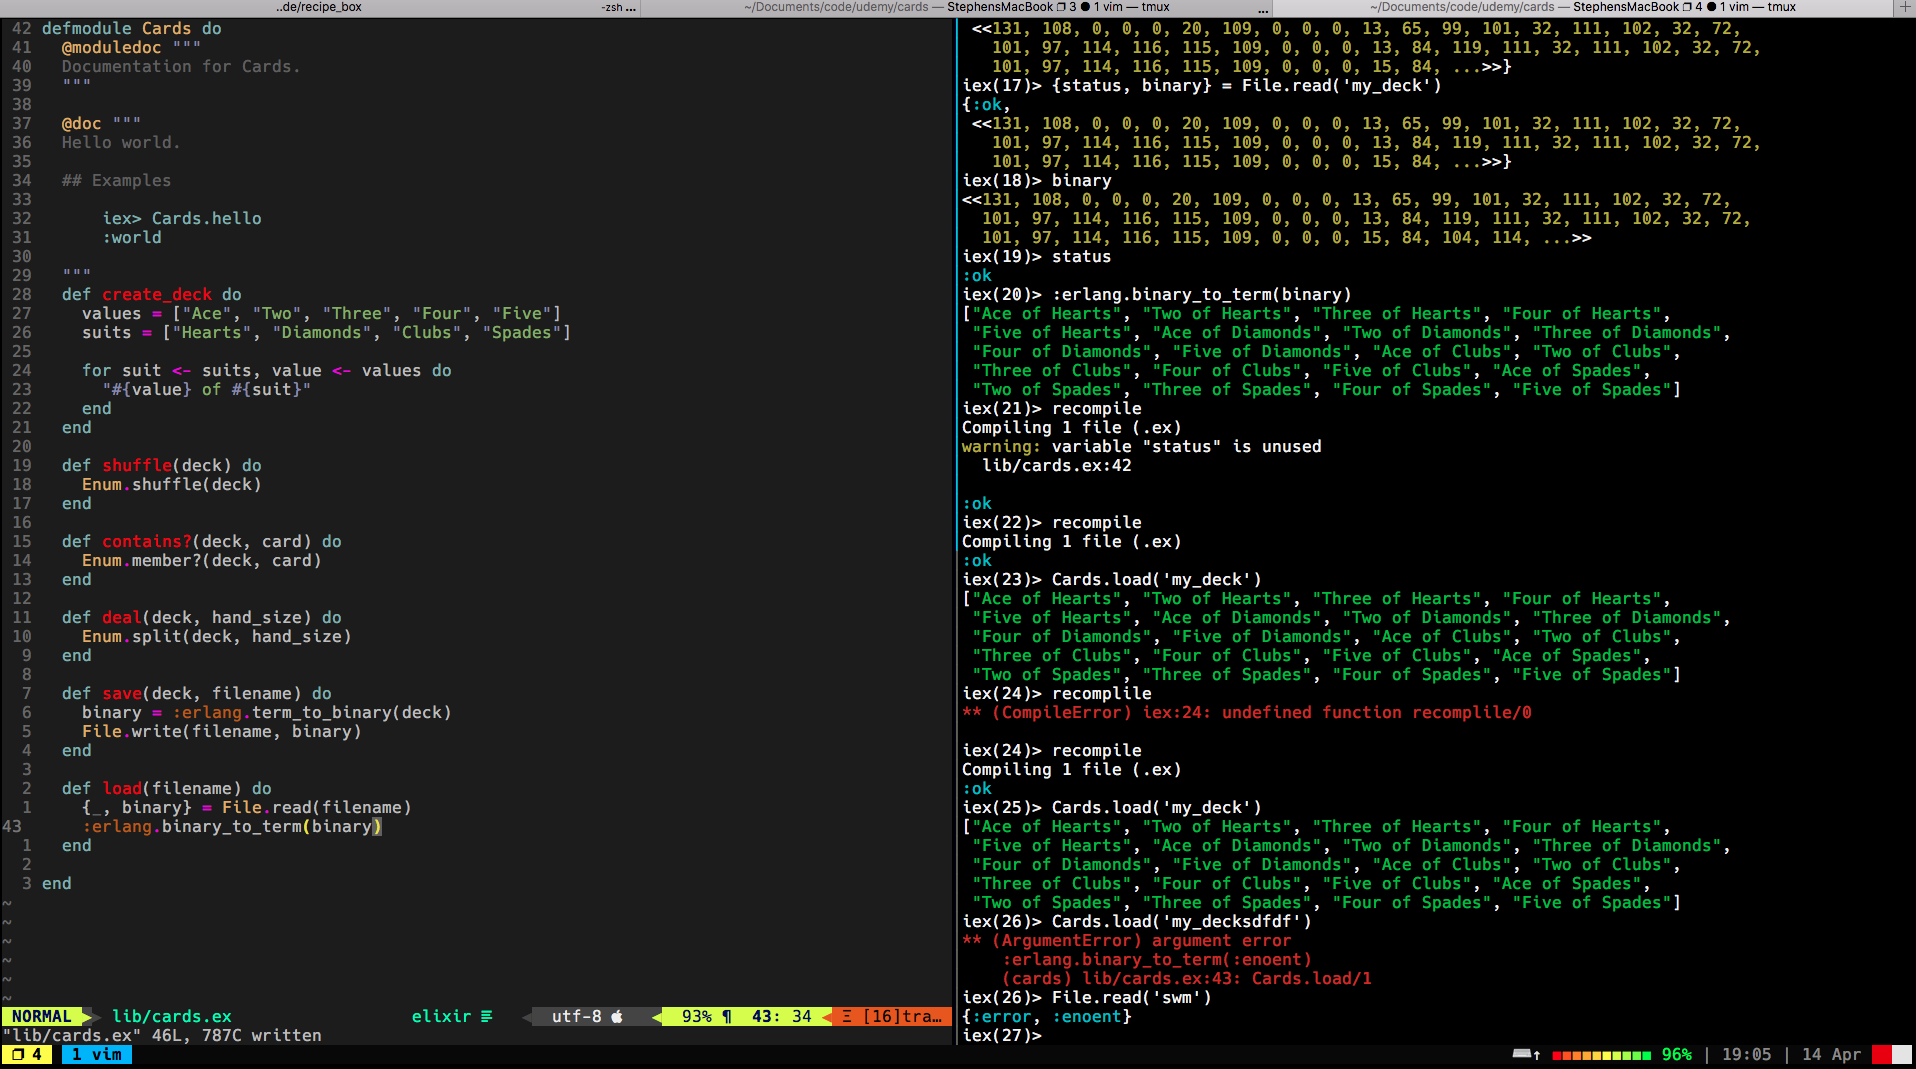 ..de/recipe_box
-zsh ...
~/Documents/code/udemy/cards — StephensMacBook ❐ 3 ● 1 vim — tmux
...
~/Documents/code/udemy/cards — StephensMacBook ❐ 4 ● 1 vim — tmux
+
42 defmodule Cards do
41   @moduledoc """
40   Documentation for Cards.
39   """
38
37   @doc """
36   Hello world.
35
34   ## Examples
33
32       iex> Cards.hello
31       :world
30
29   """
28   def create_deck do
27     values = ["Ace", "Two", "Three", "Four", "Five"]
26     suits = ["Hearts", "Diamonds", "Clubs", "Spades"]
25
24     for suit <- suits, value <- values do
23       "#{value} of #{suit}"
22     end
21   end
20
19   def shuffle(deck) do
18     Enum.shuffle(deck)
17   end
16
15   def contains?(deck, card) do
14     Enum.member?(deck, card)
13   end
12
11   def deal(deck, hand_size) do
10     Enum.split(deck, hand_size)
9   end
8
7   def save(deck, filename) do
6     binary = :erlang.term_to_binary(deck)
5     File.write(filename, binary)
4   end
3
2   def load(filename) do
1     {_, binary} = File.read(filename)
43     :erlang.binary_to_term(binary)
1   end
2
3 end
~
~
~
~
~
~
NORMAL lib/cards.ex elixir utf-8 93% ¶ 43: 34 Ξ [16]tra…
"lib/cards.ex" 46L, 787C written
<<131, 108, 0, 0, 0, 20, 109, 0, 0, 0, 13, 65, 99, 101, 32, 111, 102, 32, 72,
101, 97, 114, 116, 115, 109, 0, 0, 0, 13, 84, 119, 111, 32, 111, 102, 32, 72,
101, 97, 114, 116, 115, 109, 0, 0, 0, 15, 84, ...>>}
iex(17)> {status, binary} = File.read('my_deck')
{:ok,
<<131, 108, 0, 0, 0, 20, 109, 0, 0, 0, 13, 65, 99, 101, 32, 111, 102, 32, 72,
101, 97, 114, 116, 115, 109, 0, 0, 0, 13, 84, 119, 111, 32, 111, 102, 32, 72,
101, 97, 114, 116, 115, 109, 0, 0, 0, 15, 84, ...>>}
iex(18)> binary
<<131, 108, 0, 0, 0, 20, 109, 0, 0, 0, 13, 65, 99, 101, 32, 111, 102, 32, 72,
101, 97, 114, 116, 115, 109, 0, 0, 0, 13, 84, 119, 111, 32, 111, 102, 32, 72,
101, 97, 114, 116, 115, 109, 0, 0, 0, 15, 84, 104, 114, ...>>
iex(19)> status
:ok
iex(20)> :erlang.binary_to_term(binary)
["Ace of Hearts", "Two of Hearts", "Three of Hearts", "Four of Hearts",
"Five of Hearts", "Ace of Diamonds", "Two of Diamonds", "Three of Diamonds",
"Four of Diamonds", "Five of Diamonds", "Ace of Clubs", "Two of Clubs",
"Three of Clubs", "Four of Clubs", "Five of Clubs", "Ace of Spades",
"Two of Spades", "Three of Spades", "Four of Spades", "Five of Spades"]
iex(21)> recompile
Compiling 1 file (.ex)
warning: variable "status" is unused
lib/cards.ex:42
:ok
iex(22)> recompile
Compiling 1 file (.ex)
:ok
iex(23)> Cards.load('my_deck')
["Ace of Hearts", "Two of Hearts", "Three of Hearts", "Four of Hearts",
"Five of Hearts", "Ace of Diamonds", "Two of Diamonds", "Three of Diamonds",
"Four of Diamonds", "Five of Diamonds", "Ace of Clubs", "Two of Clubs",
"Three of Clubs", "Four of Clubs", "Five of Clubs", "Ace of Spades",
"Two of Spades", "Three of Spades", "Four of Spades", "Five of Spades"]
iex(24)> recomplile
** (CompileError) iex:24: undefined function recomplile/0
iex(24)> recompile
Compiling 1 file (.ex)
:ok
iex(25)> Cards.load('my_deck')
["Ace of Hearts", "Two of Hearts", "Three of Hearts", "Four of Hearts",
"Five of Hearts", "Ace of Diamonds", "Two of Diamonds", "Three of Diamonds",
"Four of Diamonds", "Five of Diamonds", "Ace of Clubs", "Two of Clubs",
"Three of Clubs", "Four of Clubs", "Five of Clubs", "Ace of Spades",
"Two of Spades", "Three of Spades", "Four of Spades", "Five of Spades"]
iex(26)> Cards.load('my_decksdfdf')
** (ArgumentError) argument error
:erlang.binary_to_term(:enoent)
(cards) lib/cards.ex:43: Cards.load/1
iex(26)> File.read('swm')
{:error, :enoent}
iex(27)>
❐ 4 1 vim ↑ 96% | 19:05 | 14 Apr